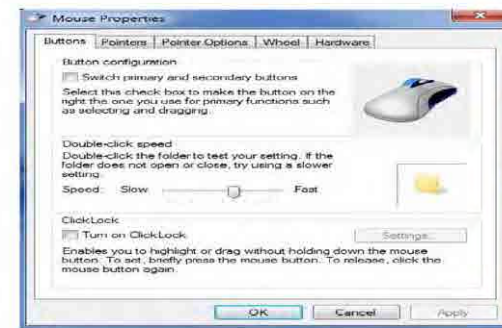 Mouse Properties
Buttons Pointers Pointer Options Wheel Hardware
Button configuration
Switch primary and secondary buttons
Select this check box to make the button on the
right the one you use for primary functions such
as selecting and dragging.
Double-click speed
Double-click the folder to test your setting. If the
folder does not open or close, try using a slower
setting.
Speed: Slow Fast
ClickLock
Turn on ClickLock
Settings...
Enables you to highlight or drag without holding down the mouse
button. To set, briefly press the mouse button. To release, click the
mouse button again.
OK Cancel Apply